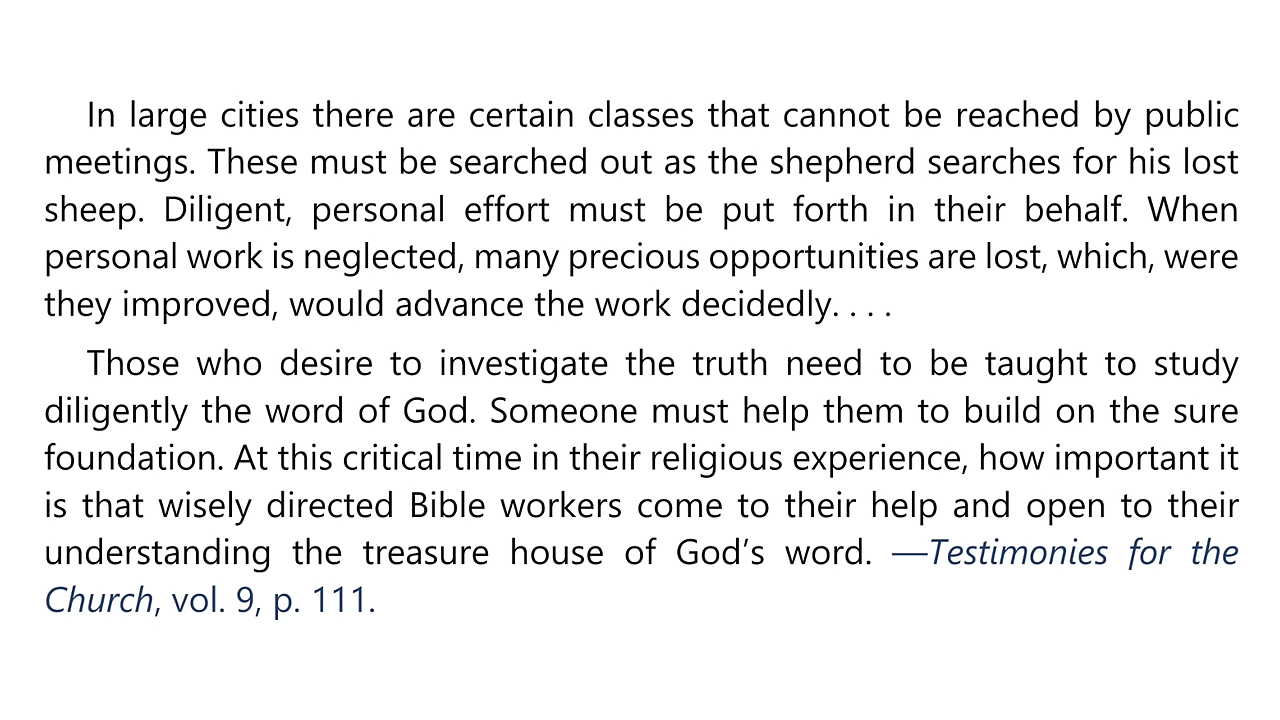 In large cities there are certain classes that cannot be reached by public
meetings. These must be searched out as the shepherd searches for his lost
sheep. Diligent, personal effort must be put forth in their behalf. When
personal work is neglected, many precious opportunities are lost, which, were
they improved, would advance the work decidedly. . . .
Those who desire to investigate the truth need to be taught to study
diligently the word of God. Someone must help them to build on the sure
foundation. At this critical time in their religious experience, how important it
is that wisely directed Bible workers come to their help and open to their
understanding the treasure house of God’s word. —Testimonies for the
Church, vol. 9, p. 111.